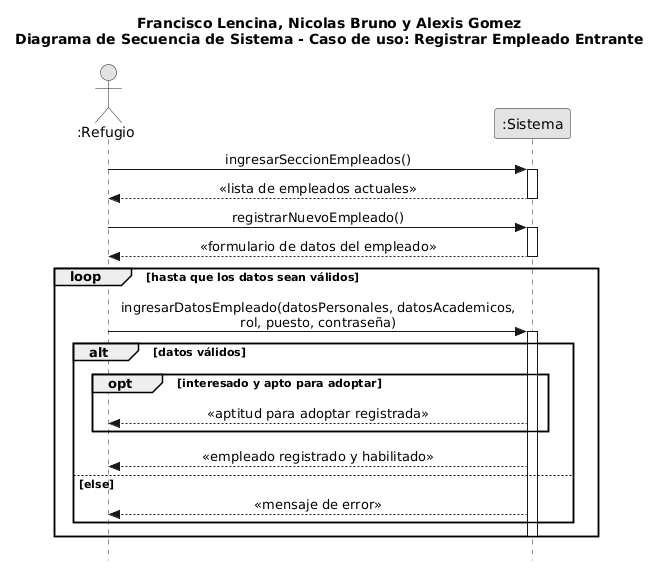 Francisco Lencina, Nicolas Bruno y Alexis Gomez
Diagrama de Secuencia de Sistema - Caso de uso: Registrar Empleado Entrante
:Refugio
:Sistema
ingresarSeccionEmpleados()
«lista de empleados actuales»
registrarNuevoEmpleado()
«formulario de datos del empleado»
loop [hasta que los datos sean válidos]
ingresarDatosEmpleado(datosPersonales, datosAcademicos,
rol, puesto, contraseña)
alt [datos válidos]
opt [interesado y apto para adoptar]
«aptitud para adoptar registrada»
«empleado registrado y habilitado»
[else]
«mensaje de error»